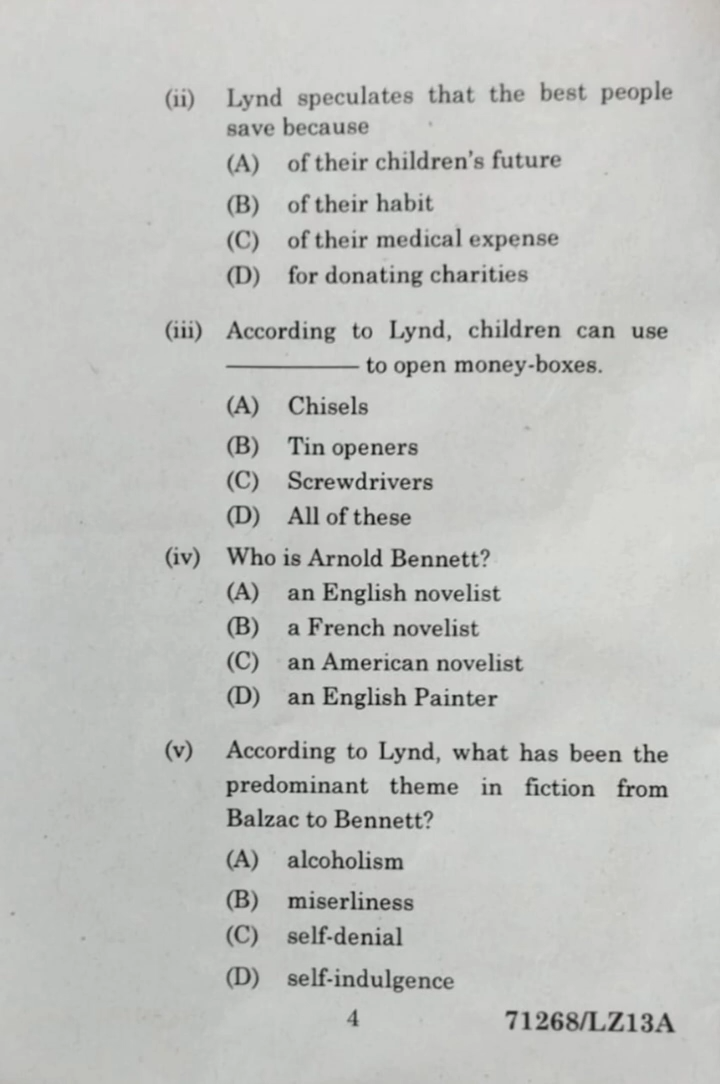 (ii) Lynd speculates that the best people
save because
(A) of their children's future
(B) of their habit
(C) of their medical expense
(D) for donating charities
(iii) According to Lynd, children can use
———— to open money-boxes.
(A) Chisels
(B) Tin openers
(C) Screwdrivers
(D) All of these
(iv) Who is Arnold Bennett?
(A) an English novelist
(B) a French novelist
(C) an American novelist
(D) an English Painter
(v) According to Lynd, what has been the
predominant theme in fiction from
Balzac to Bennett?
(A) alcoholism
(B) miserliness
(C) self-denial
(D) self-indulgence
4 71268/LZ13A